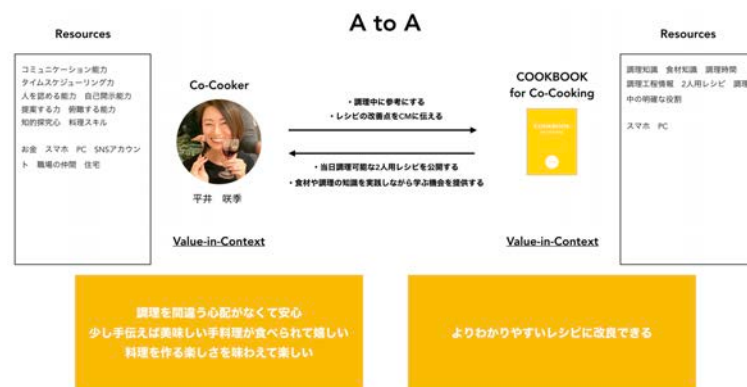 A to A
Resources
コミュニケーション能力
タイムスケジューリング力
人を認める能力　自己開示能力
提案する力　俯瞰する能力
知的探究心　料理スキル
お金　スマホ　PC　SNSアカウン
ト　職場の仲間　住宅
Co-Cooker
平井　咲季
Value-in-Context
・調理中に参考にする
・レシピの改善点をCMに伝える
・当日調理可能な2人用レシピを公開する
・食材や調理の知識を実践しながら学ぶ機会を提供する
COOKBOOK
for Co-Cooking
COOKBOOK
Value-in-Context
Resources
調理知識　食材知識　調理時間
調理工程情報　2人用レシピ　調理
中の明確な役割
スマホ　PC
調理を間違う心配がなくて安心
少し手伝えば美味しい手料理が食べられて嬉しい
料理を作る楽しさを味わえて楽しい
よりわかりやすいレシピに改良できる